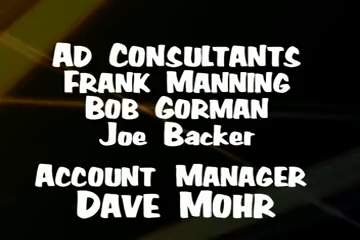 Ad Consultants
Frank Manning
Bob Gorman
Joe Backer
Account Manager
Dave Mohr